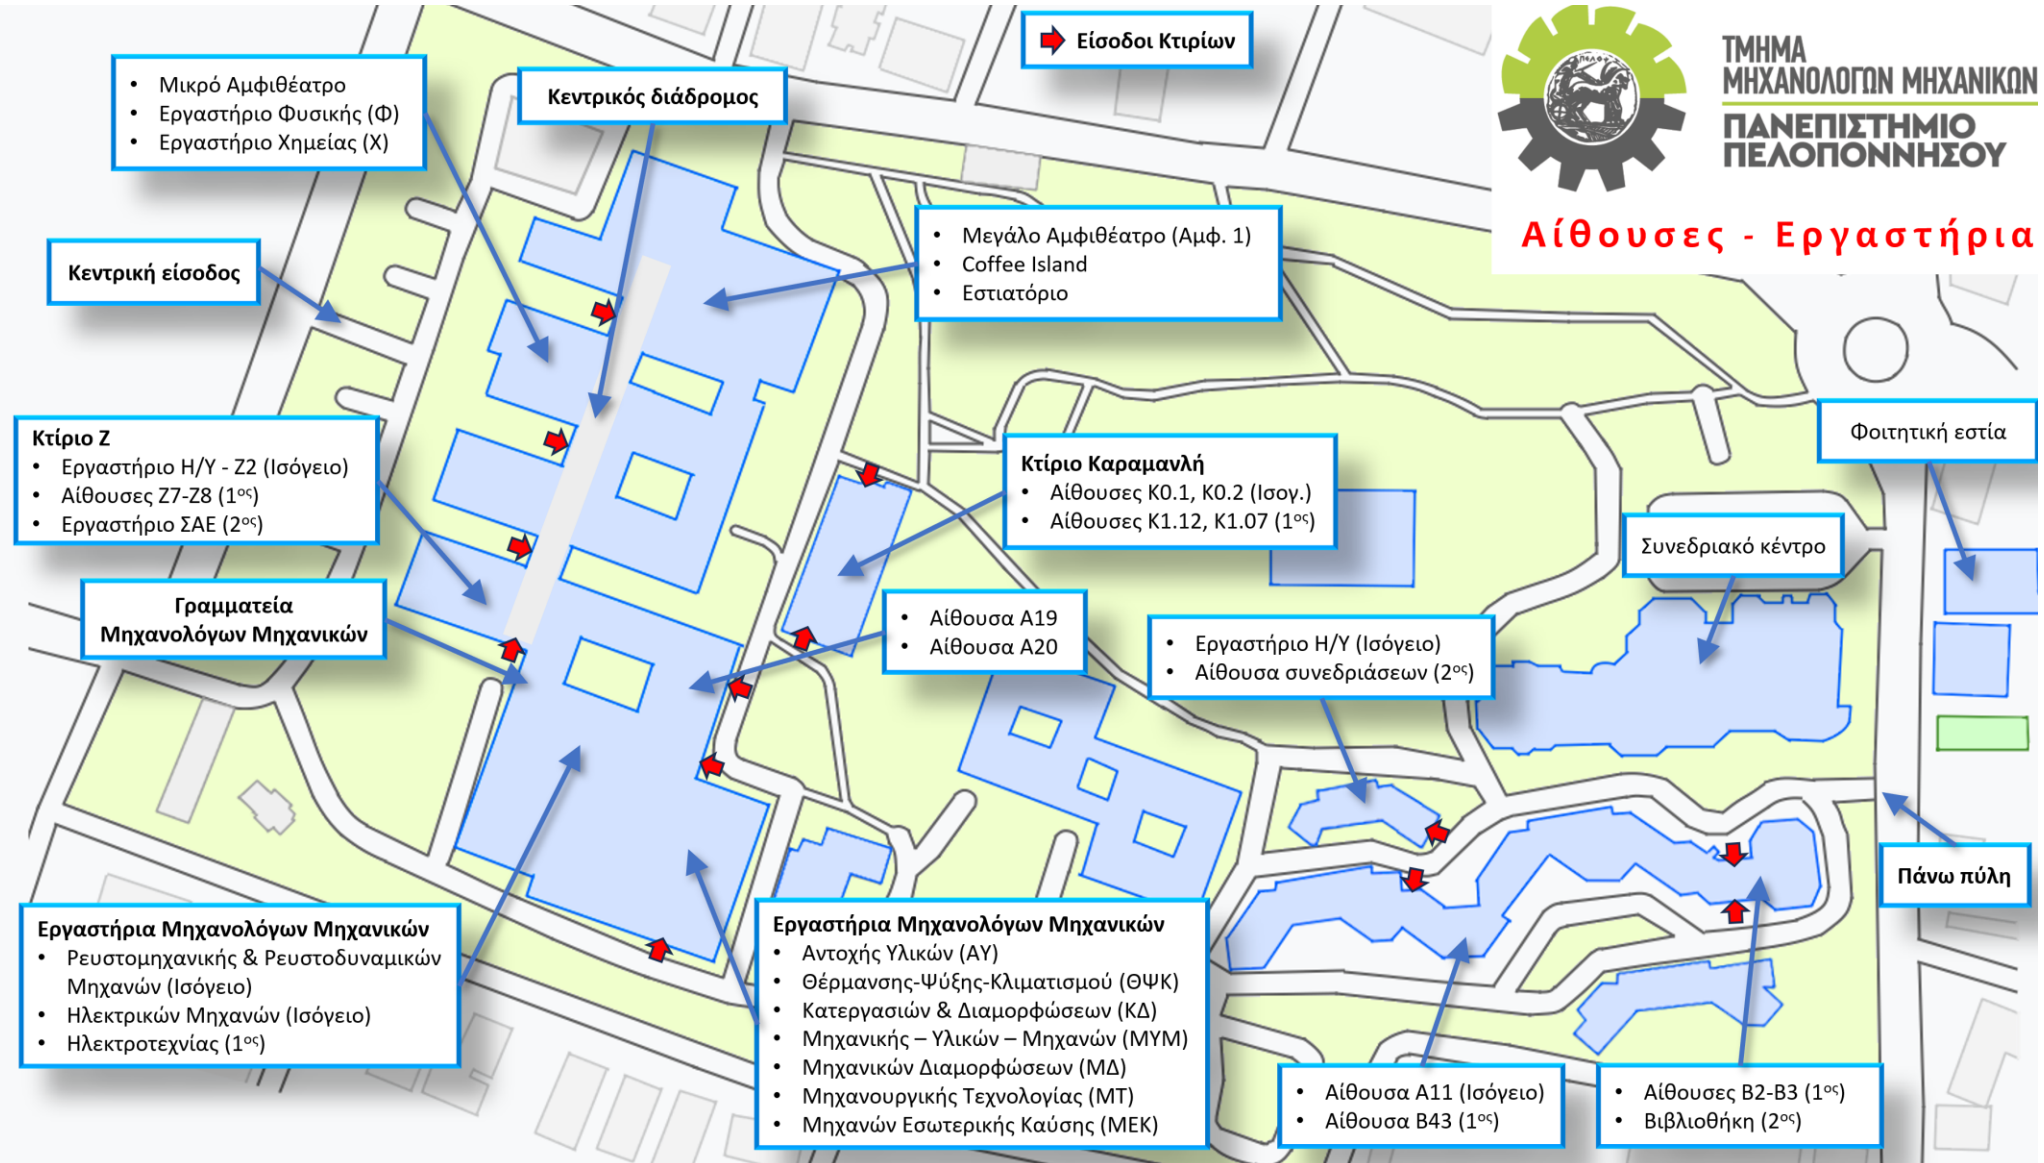 Είσοδοι Κτιρίων
ΤΜΗΜΑ
ΜΗΧΑΝΟΛΟΓΩΝ ΜΗΧΑΝΙΚΩΝ
ΠΑΝΕΠΙΣΤΗΜΙΟ
ΠΕΛΟΠΟΝΝΗΣΟΥ
Αίθουσες - Εργαστήρια
• Μικρό Αμφιθέατρο
• Εργαστήριο Φυσικής (Φ)
• Εργαστήριο Χημείας (Χ)
Κεντρικός διάδρομος
Κεντρική είσοδος
• Μεγάλο Αμφιθέατρο (Αμφ. 1)
• Coffee Island
• Εστιατόριο
Κτίριο Ζ
• Εργαστήριο Η/Υ - Ζ2 (Ισόγειο)
• Αίθουσες Ζ7-Ζ8 (1ος)
• Εργαστήριο ΣΑΕ (2ος)
Κτίριο Καραμανλή
• Αίθουσες Κ0.1, Κ0.2 (Ισογ.)
• Αίθουσες Κ1.12, Κ1.07 (1ος)
Φοιτητική εστία
Συνεδριακό κέντρο
Γραμματεία
Μηχανολόγων Μηχανικών
• Αίθουσα Α19
• Αίθουσα Α20
• Εργαστήριο Η/Υ (Ισόγειο)
• Αίθουσα συνεδριάσεων (2ος)
Πάνω πύλη
Εργαστήρια Μηχανολόγων Μηχανικών
• Ρευστομηχανικής & Ρευστοδυναμικών
Μηχανών (Ισόγειο)
• Ηλεκτρικών Μηχανών (Ισόγειο)
• Ηλεκτροτεχνίας (1ος)
Εργαστήρια Μηχανολόγων Μηχανικών
• Αντοχής Υλικών (ΑΥ)
• Θέρμανσης-Ψύξης-Κλιματισμού (ΘΨΚ)
• Κατεργασιών & Διαμορφώσεων (ΚΔ)
• Μηχανικής – Υλικών – Μηχανών (ΜΥΜ)
• Μηχανικών Διαμορφώσεων (ΜΔ)
• Μηχανουργικής Τεχνολογίας (ΜΤ)
• Μηχανών Εσωτερικής Καύσης (ΜΕΚ)
• Αίθουσα Α11 (Ισόγειο)
• Αίθουσα Β43 (1ος)
• Αίθουσες Β2-Β3 (1ος)
• Βιβλιοθήκη (2ος)